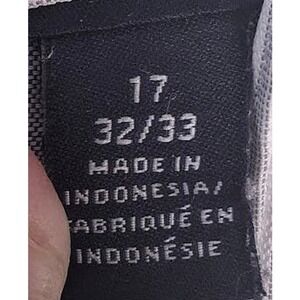 17
32/33
MADE IN
INDONESIA/
FABRIQUÉ EN
INDONÉSIE